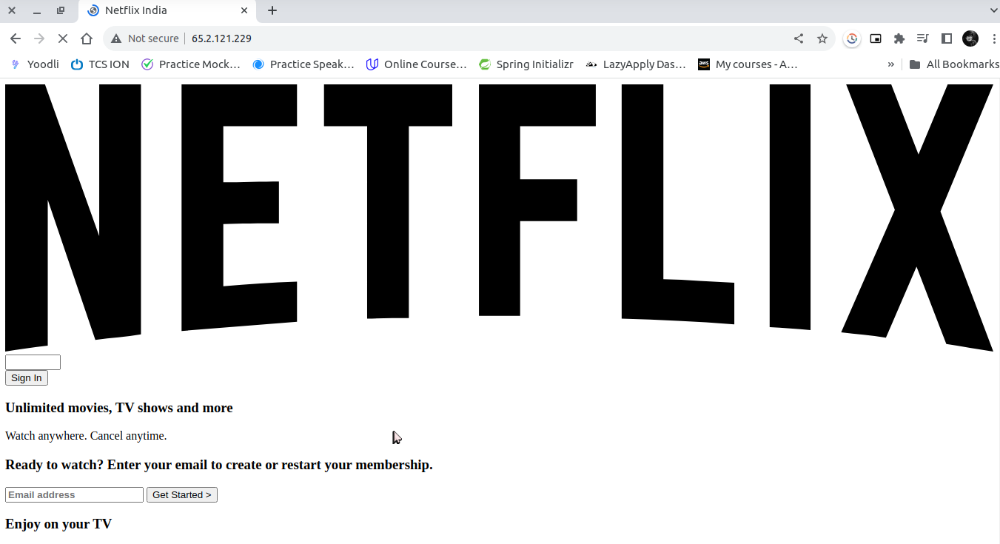 Netflix India
Not secure 65.2.121.229
Yoodli TCS ION Practice Mock… Practice Speak… Online Course… Spring Initializr LazyApply Das… aws My courses - A… » All Bookmarks
NETFLIX
Sign In
Unlimited movies, TV shows and more
Watch anywhere. Cancel anytime.
Ready to watch? Enter your email to create or restart your membership.
Email address Get Started >
Enjoy on your TV